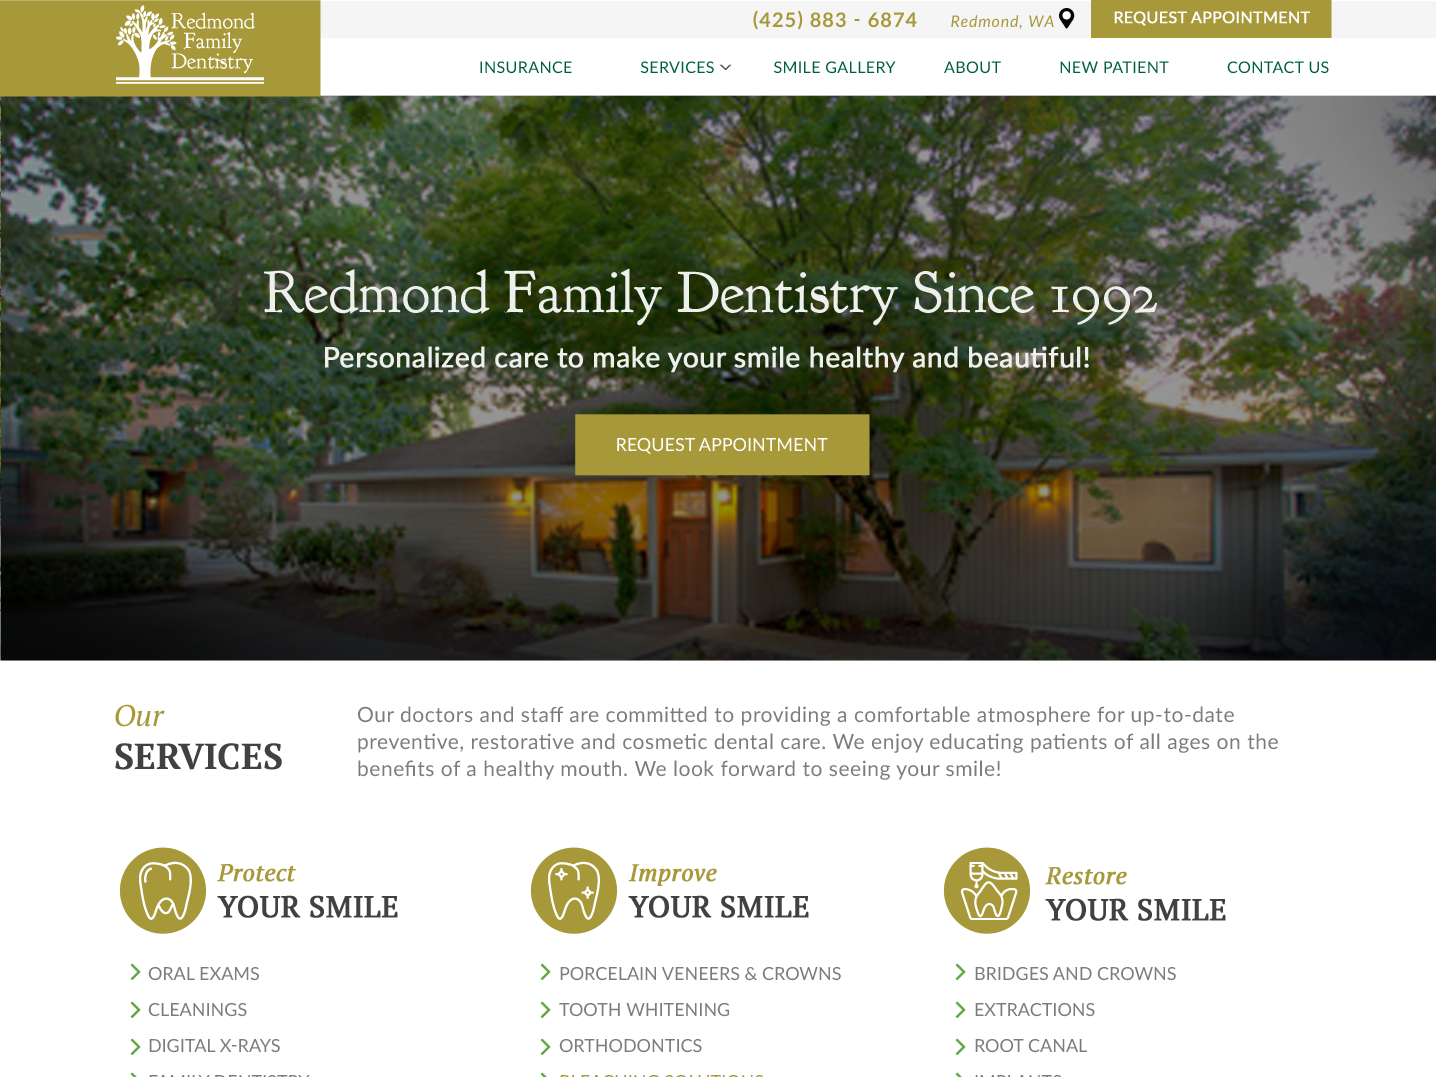 Redmond
Family
Dentistry
(425) 883 - 6874
Redmond, WA
REQUEST APPOINTMENT
INSURANCE
SERVICES
SMILE GALLERY
ABOUT
NEW PATIENT
CONTACT US
Redmond Family Dentistry Since 1992
Personalized care to make your smile healthy and beautiful!
REQUEST APPOINTMENT
Our
SERVICES
Our doctors and staff are committed to providing a comfortable atmosphere for up-to-date
preventive, restorative and cosmetic dental care. We enjoy educating patients of all ages on the
benefits of a healthy mouth. We look forward to seeing your smile!
Protect
YOUR SMILE
ORAL EXAMS
CLEANINGS
DIGITAL X-RAYS
FAMILY DENTISTRY
Improve
YOUR SMILE
PORCELAIN VENEERS & CROWNS
TOOTH WHITENING
ORTHODONTICS
BLEACHING SOLUTIONS
Restore
YOUR SMILE
BRIDGES AND CROWNS
EXTRACTIONS
ROOT CANAL
IMPLANTS